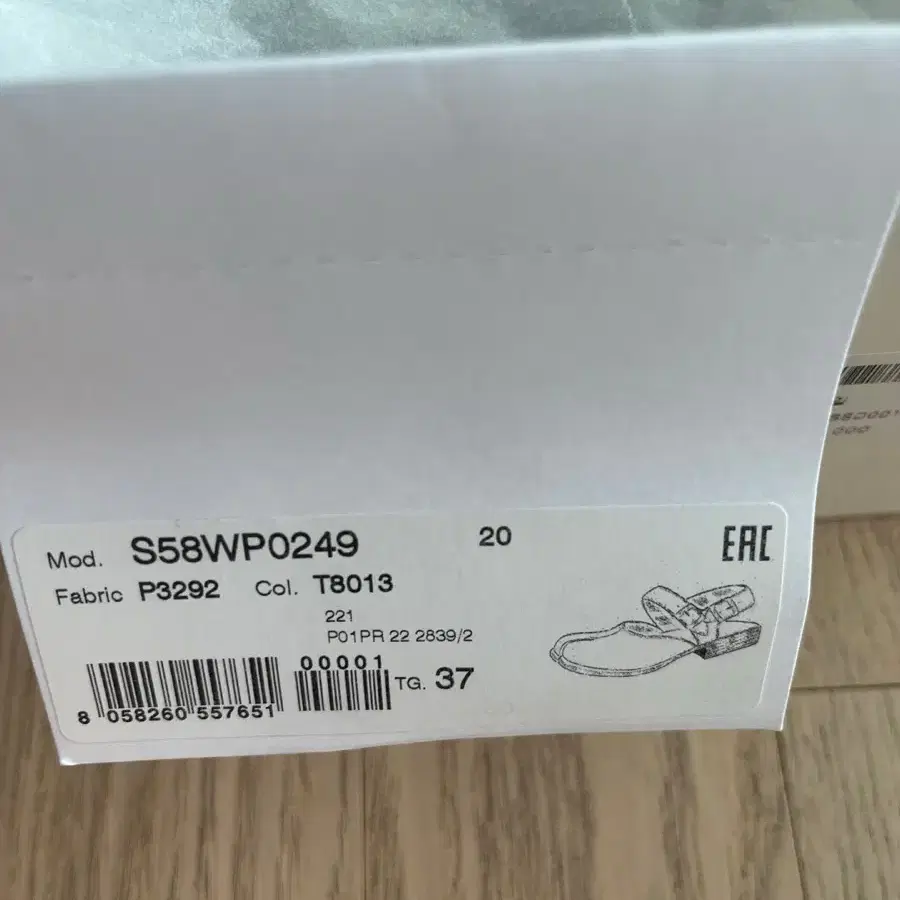 Mod. S58WP0249 20 EAC
Fabric P3292 Col. T8013
221
P01PR 22 2839/2
00001
8 058260 557651
TG. 37
000